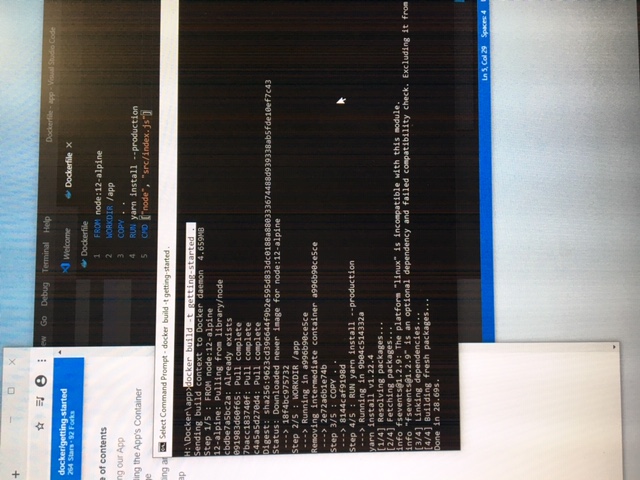 docker/getting-started
264 Stars · 92 Forks
e of contents
ng our App
ing the App's Container
ge
ing a
ap
ew Go Debug Terminal Help
Dockerfile - app - Visual Studio Code
Welcome Dockerfile
Dockerfile
1 FROM node:12-alpine
2 WORKDIR /app
3 COPY . .
4 RUN yarn install --production
5 CMD ["node", "src/index.js"]
Select Command Prompt - docker build -t getting-started .
H:\Docker\app>docker build -t getting-started .
Sending build context to Docker daemon 4.659MB
Step 1/5 : FROM node:12-alpine
12-alpine: Pulling from library/node
cbdbe7a5bc2a: Already exists
091983d60f65: Pull complete
7bacc183740f: Pull complete
c4a5a5d270d4: Pull complete
Digest: sha256:9623cd396644f9b2e595d833dc0188a880333674488d939338ab5fde10ef7c43
Status: Downloaded newer image for node:12-alpine
---> 18f4bc975732
Step 2/5 : WORKDIR /app
---> Running in a996b90ce5ce
Removing intermediate container a996b90ce5ce
---> 2e72a6b1e74b
Step 3/5 : COPY . .
---> 8144caf9198d
Step 4/5 : RUN yarn install --production
---> Running in 9b04c514332a
yarn install v1.22.4
[1/4] Resolving packages...
[2/4] Fetching packages...
info fsevents@1.2.9: The platform "linux" is incompatible with this module.
info "fsevents@1.2.9" is an optional dependency and failed compatibility check. Excluding it from
[3/4] Linking dependencies...
[4/4] Building fresh packages...
Done in 28.69s.
Ln 5, Col 29 Spaces: 4